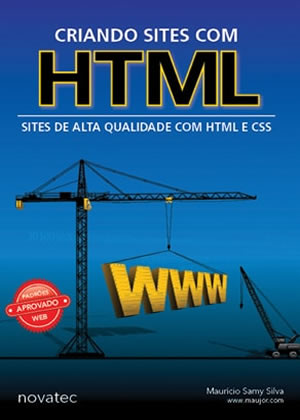 CRIANDO SITES COM
HTML
SITES DE ALTA QUALIDADE COM HTML E CSS
WWW
PADRÕES
APROVADO
WEB
novatec
Maurício Samy Silva
www.maujor.com